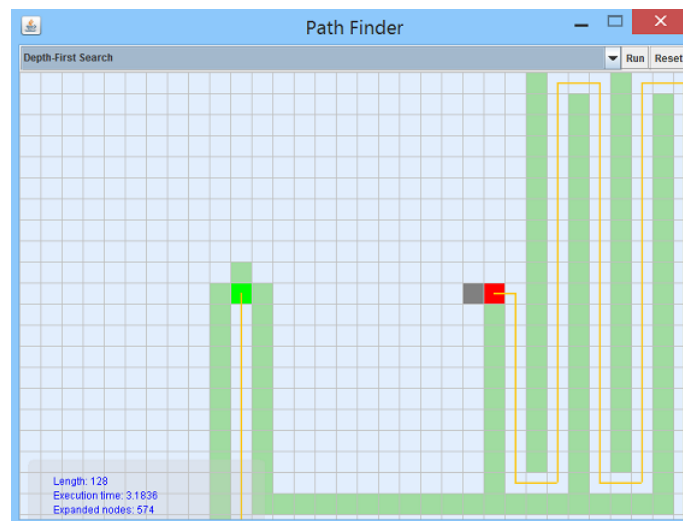 Path Finder
Depth-First Search
Run Reset
Length: 128
Execution time: 3.1836
Expanded nodes: 574